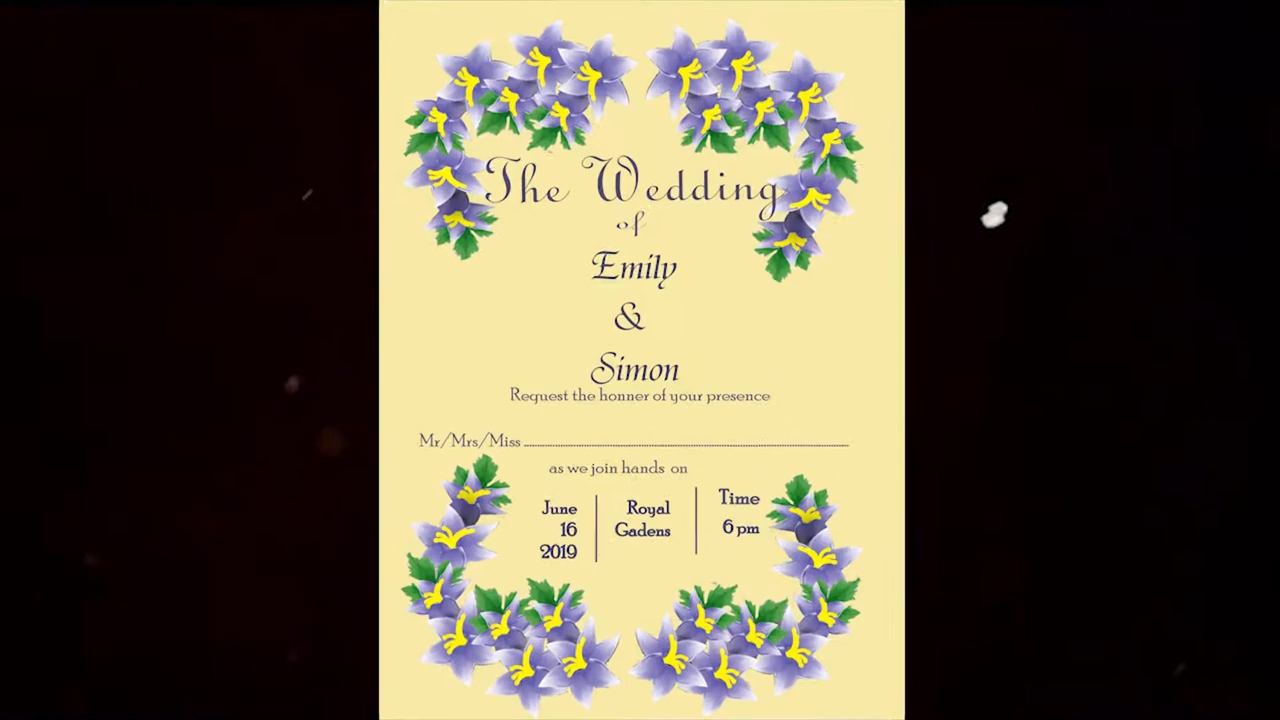 The Wedding
of
Emily
&
Simon
Request the honner of your presence
Mr/Mrs/Miss
as we join hands on
June
16
2019
Royal
Gadens
Time
6 pm